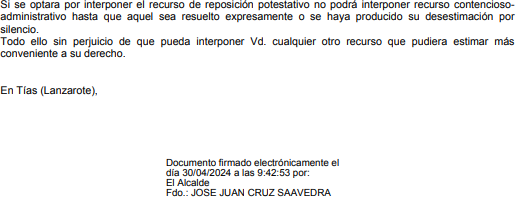 Si se optara por interponer el recurso de reposición potestativo no podrá interponer recurso contencioso-
administrativo hasta que aquel sea resuelto expresamente o se haya producido su desestimación por
silencio.
Todo ello sin perjuicio de que pueda interponer Vd. cualquier otro recurso que pudiera estimar más
conveniente a su derecho.
En Tías (Lanzarote),
Documento firmado electrónicamente el
día 30/04/2024 a las 9:42:53 por:
El Alcalde
Fdo.: JOSE JUAN CRUZ SAAVEDRA